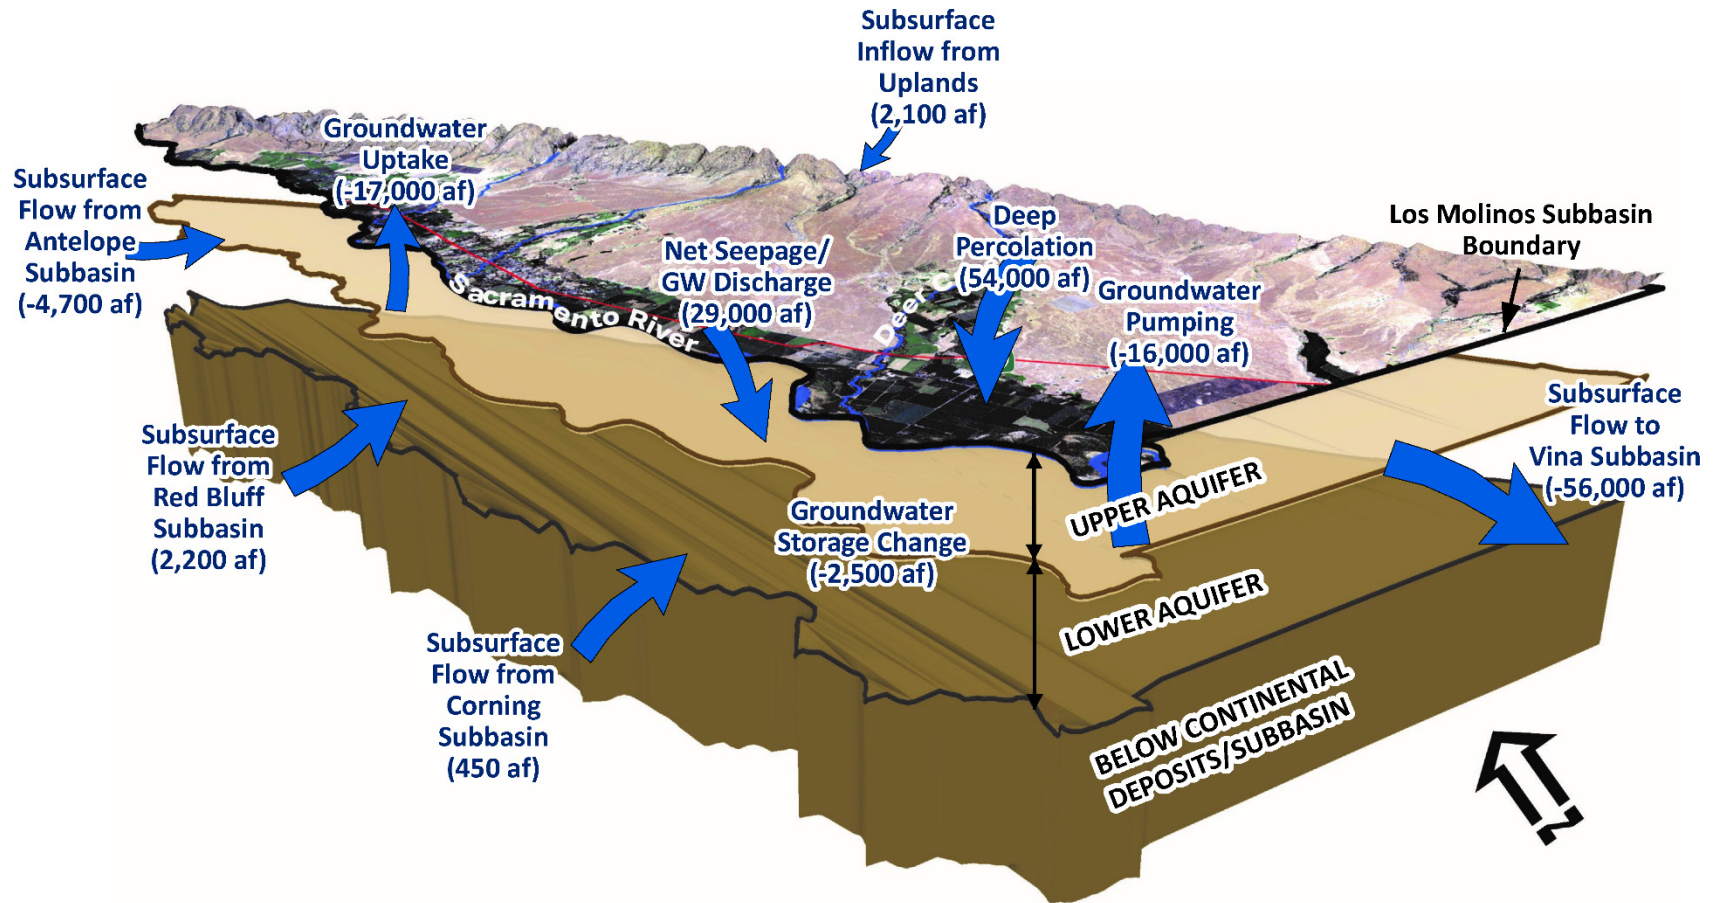 Subsurface
Inflow from
Uplands
(2,100 af)
Groundwater
Uptake
(-17,000 af)
Subsurface
Flow from
Antelope
Subbasin
(-4,700 af)
Net Seepage/
GW Discharge
(29,000 af)
Deep
Percolation
(54,000 af)
Groundwater
Pumping
(-16,000 af)
Los Molinos Subbasin
Boundary
Sacramento River
Deer C
Subsurface
Flow to
Vina Subbasin
(-56,000 af)
Subsurface
Flow from
Red Bluff
Subbasin
(2,200 af)
Groundwater
Storage Change
(-2,500 af)
UPPER AQUIFER
LOWER AQUIFER
Subsurface
Flow from
Corning
Subbasin
(450 af)
BELOW CONTINENTAL
DEPOSITS/SUBBASIN
N